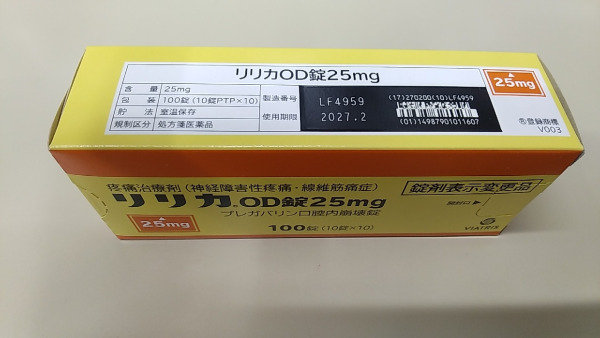 リリカOD錠25mg
25mg
含量 25mg
包装 100錠(10錠PTP×10)
貯法 室温保存
規制区分 処方箋医薬品
製造番号 LF4959
使用期限 2027.2
(17)270200(10)LF4959
(01)14987901011607
Ⓡ登録商標
V003
疼痛治療剤(神経障害性疼痛・線維筋痛症)
錠剤表示変更品
リリカ®OD錠25mg
開封口▶
プレガバリン口腔内崩壊錠
25mg
100錠(10錠×10)
VIATRIS